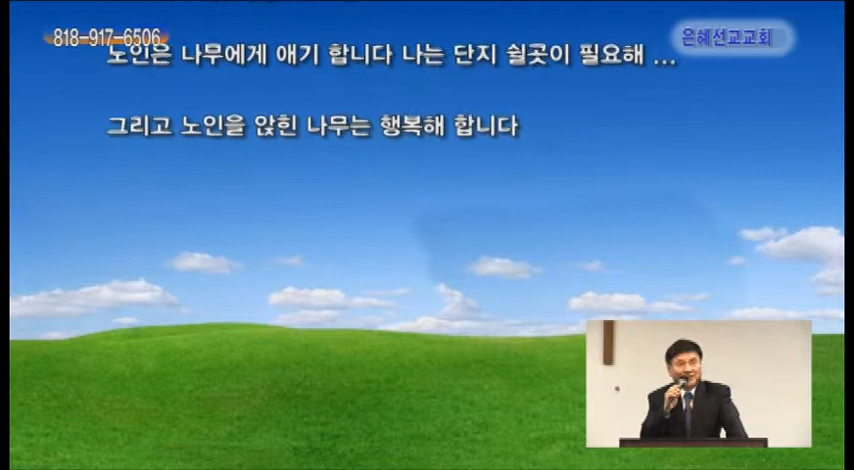 818-917-6506
은혜선교교회
노인은 나무에게 얘기 합니다 나는 단지 쉴곳이 필요해 ...
그리고 노인을 앉힌 나무는 행복해 합니다